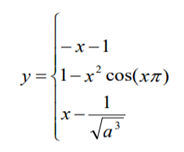 y = { -x-1
1-x² cos(xπ)
x - 1/√a³